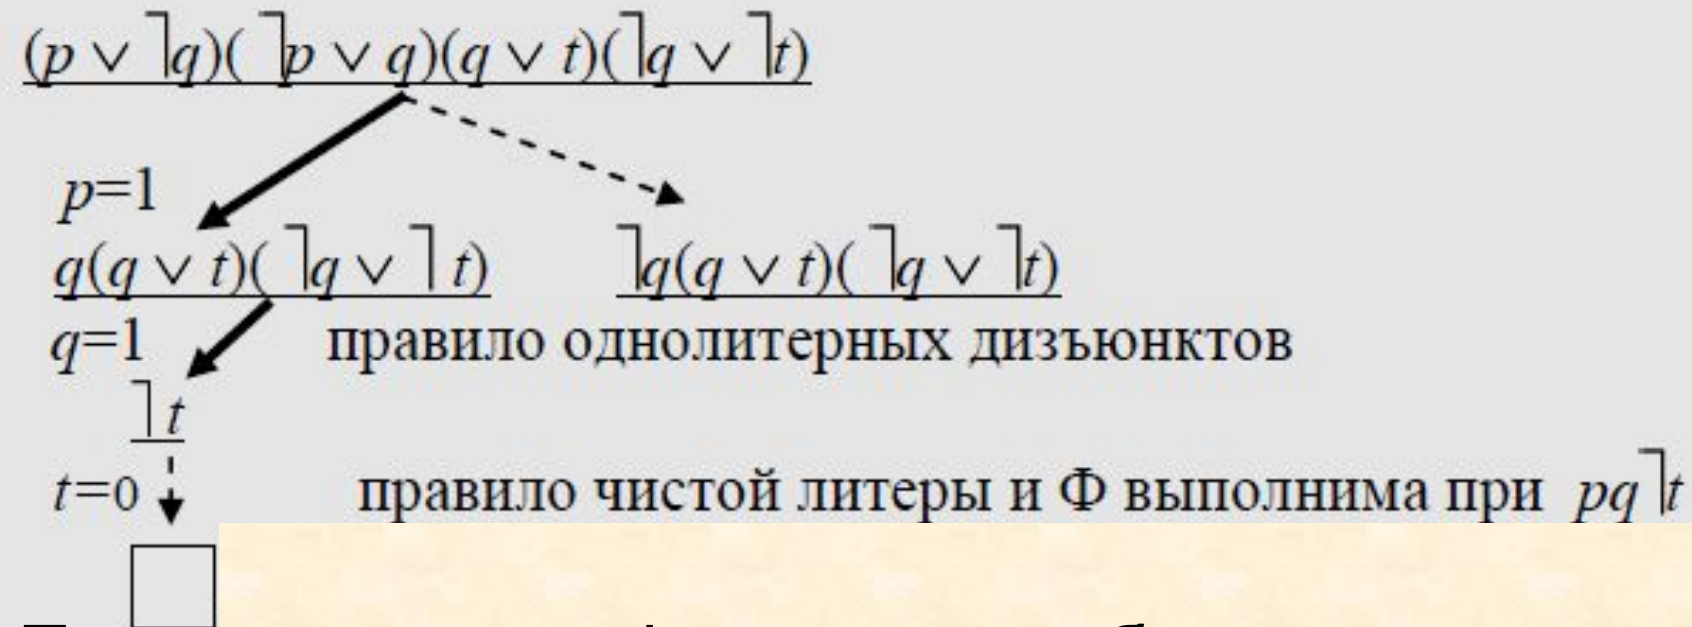 (p ∨ ⏋q)(⏋p ∨ q)(q ∨ t)(⏋q ∨ ⏋t)
p=1
q(q ∨ t)(⏋q ∨ ⏋t) ⏋q(q ∨ t)(⏋q ∨ ⏋t)
q=1 правило однолитерных дизъюнктов
⏋t
t=0 правило чистой литеры и Ф выполнима при pq⏋t